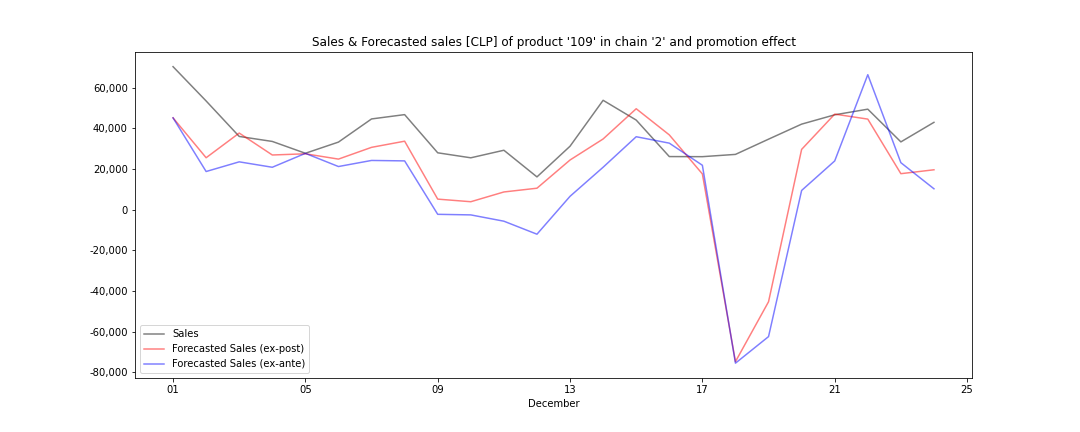 Sales & Forecasted sales [CLP] of product '109' in chain '2' and promotion effect
60,000
40,000
20,000
0
-20,000
-40,000
-60,000
-80,000
Sales
Forecasted Sales (ex-post)
Forecasted Sales (ex-ante)
01 05 09 13 17 21 25
December